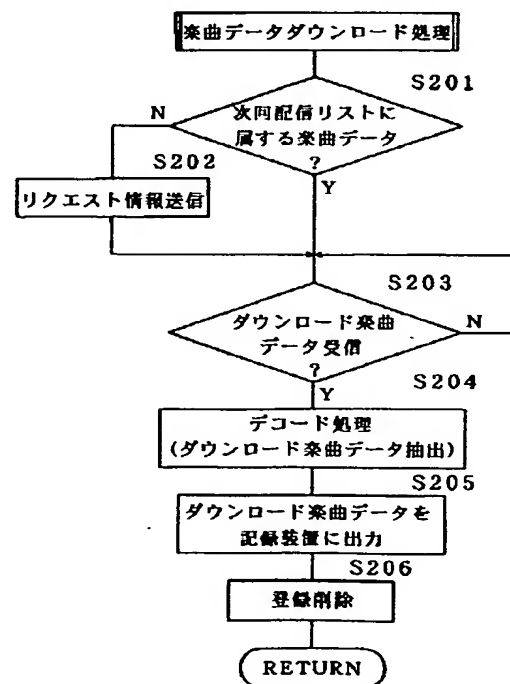 楽曲データダウンロード処理
S201
次回配信リストに
属する楽曲データ
?
N
Y
S202
リクエスト情報送信
S203
ダウンロード楽曲
データ受信
?
N
Y
S204
デコード処理
(ダウンロード楽曲データ抽出)
S205
ダウンロード楽曲データを
記録装置に出力
S206
登録削除
RETURN